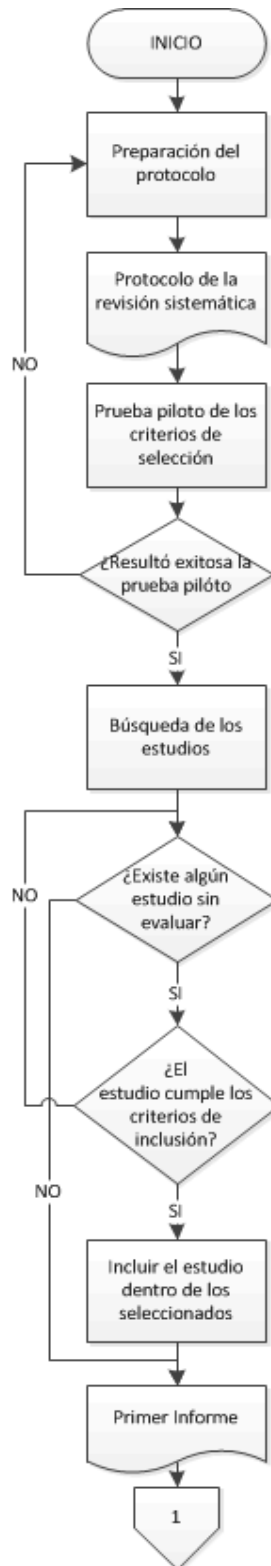 INICIO
Preparación del
protocolo
Protocolo de la
revisión sistemática
NO
Prueba piloto de los
criterios de
selección
¿Resultó exitosa la
prueba pilóto
SI
Búsqueda de los
estudios
NO
¿Existe algún
estudio sin
evaluar?
SI
¿El
estudio cumple los
criterios de
inclusión?
NO
SI
Incluir el estudio
dentro de los
seleccionados
Primer Informe
1